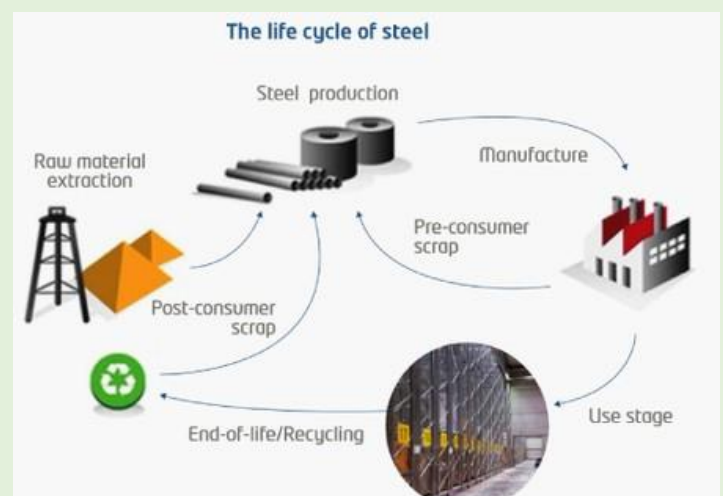 The life cycle of steel
Steel production
Raw material
extraction
Manufacture
Pre-consumer
scrap
Post-consumer
scrap
Use stage
End-of-life/Recycling